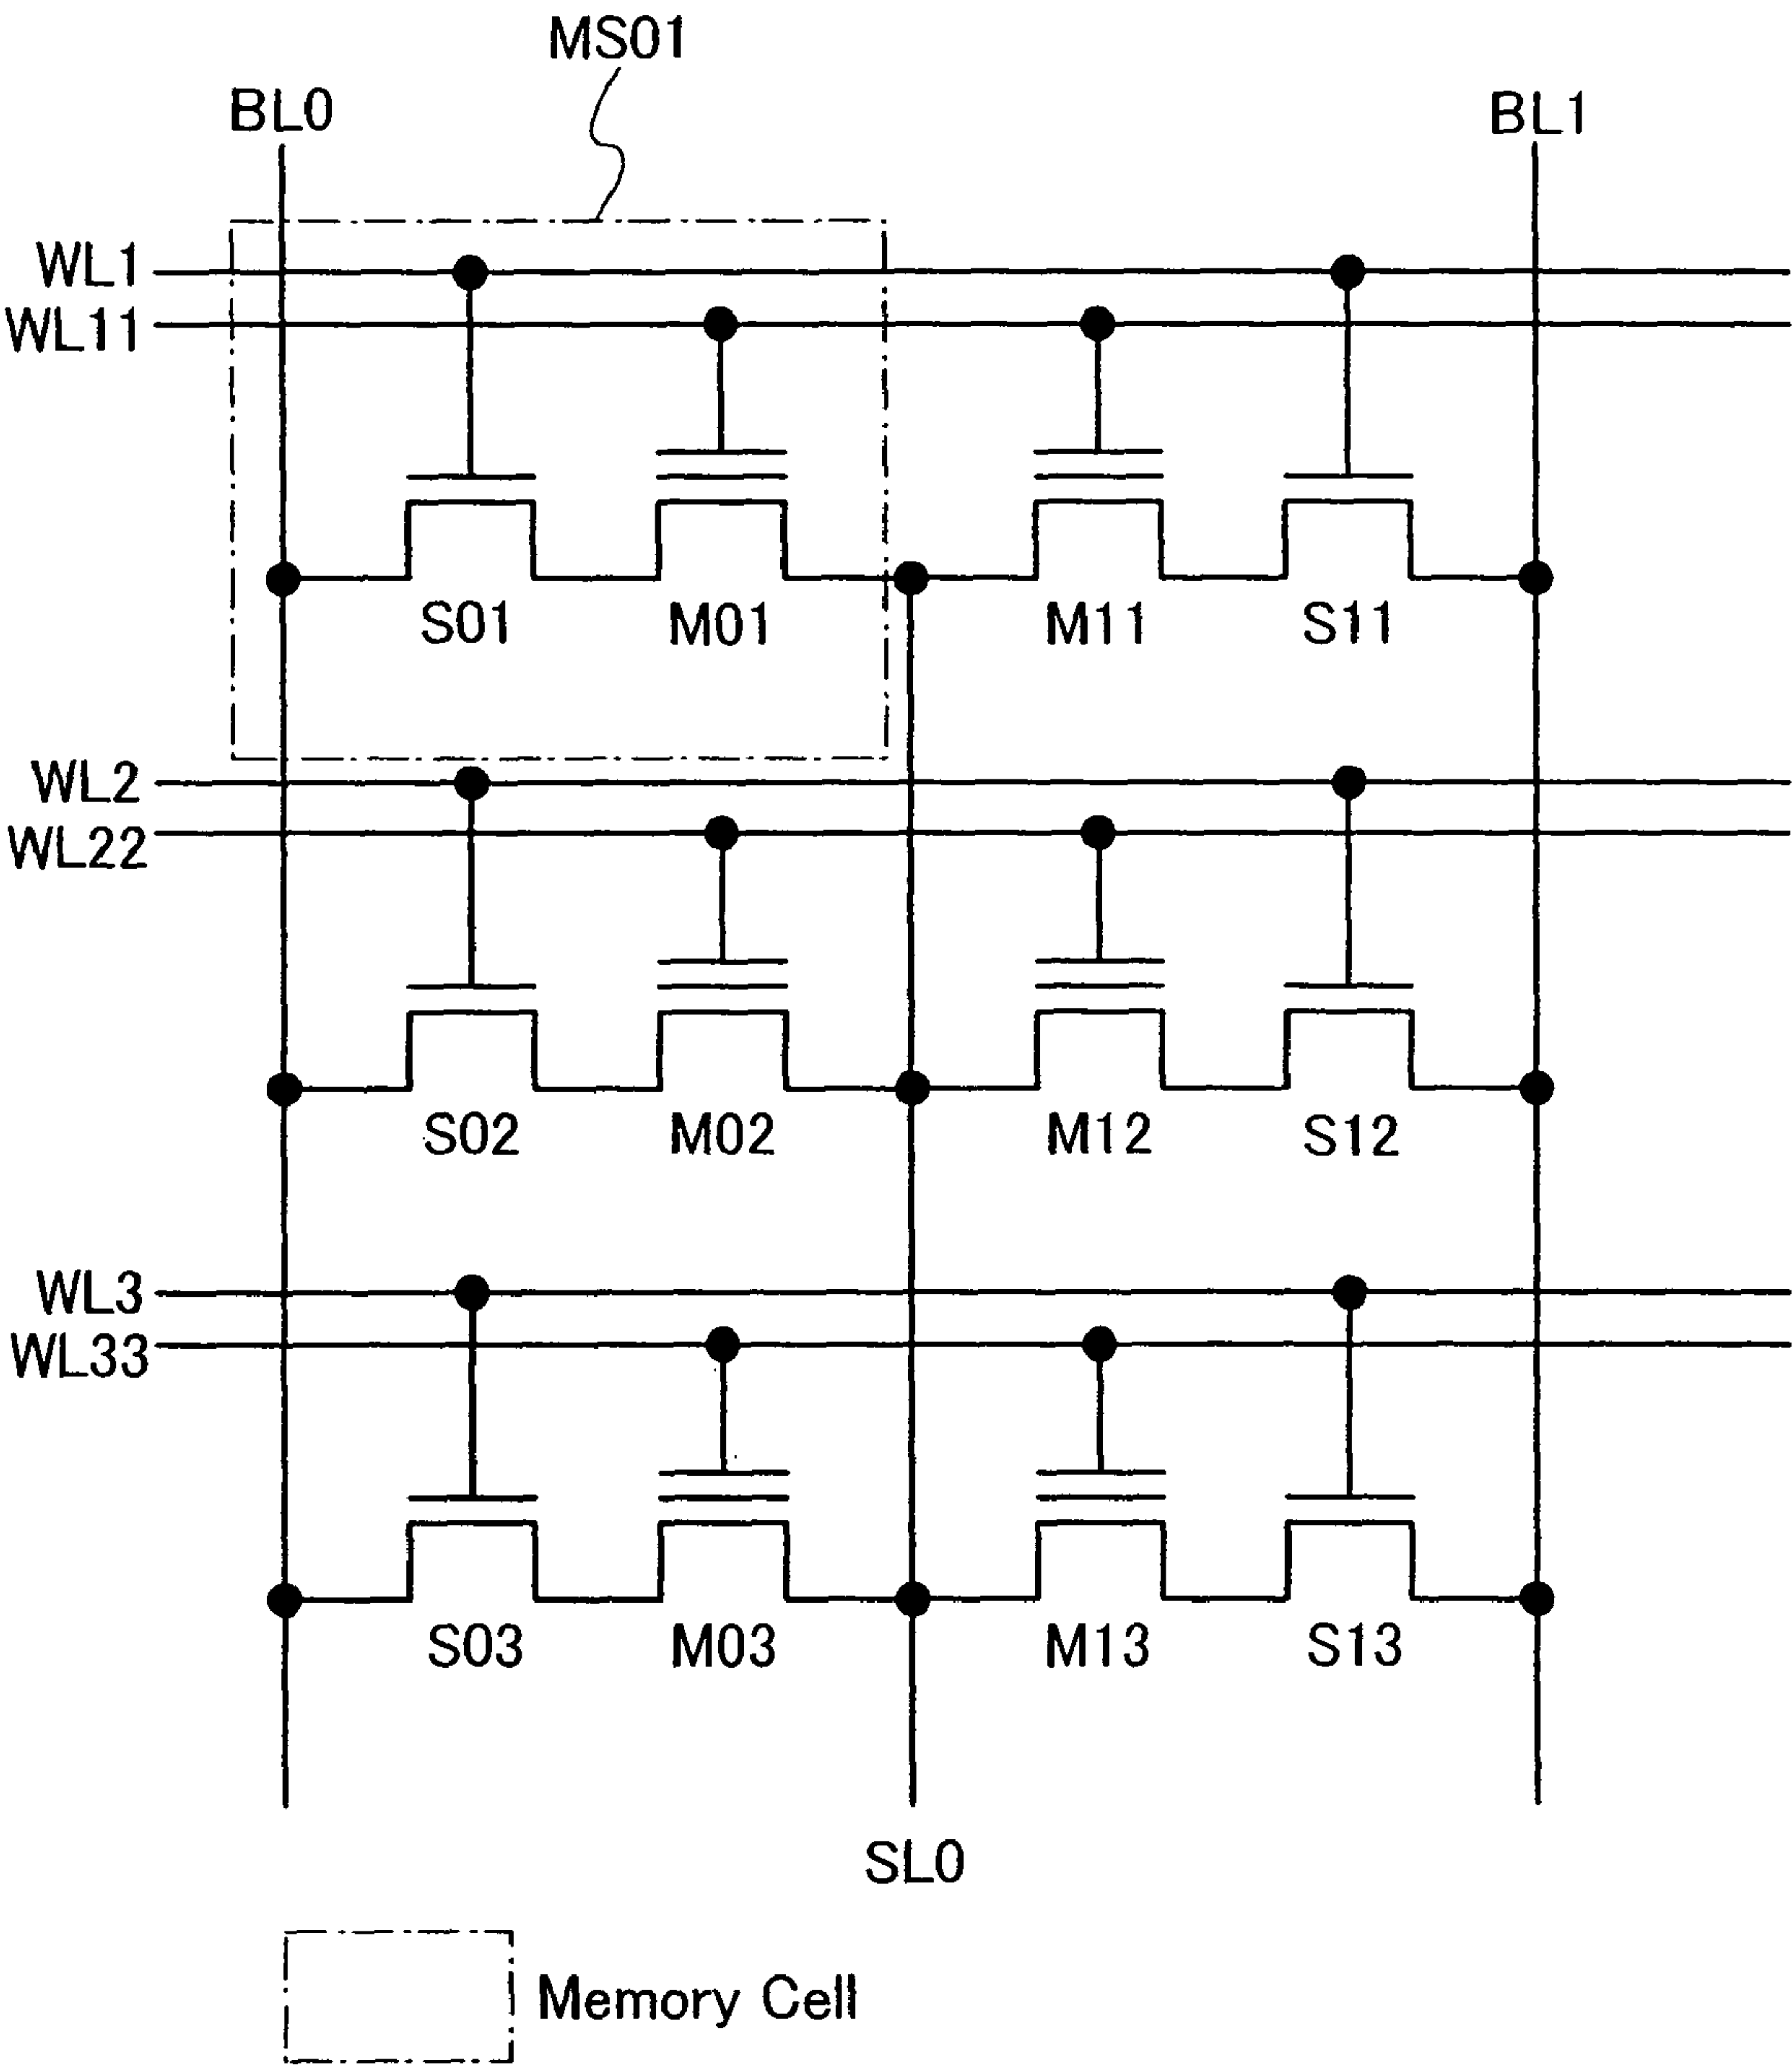 MS01
BL0
BL1
WL1
WL11
S01
M01
M11
S11
WL2
WL22
S02
M02
M12
S12
WL3
WL33
S03
M03
M13
S13
SL0
Memory Cell